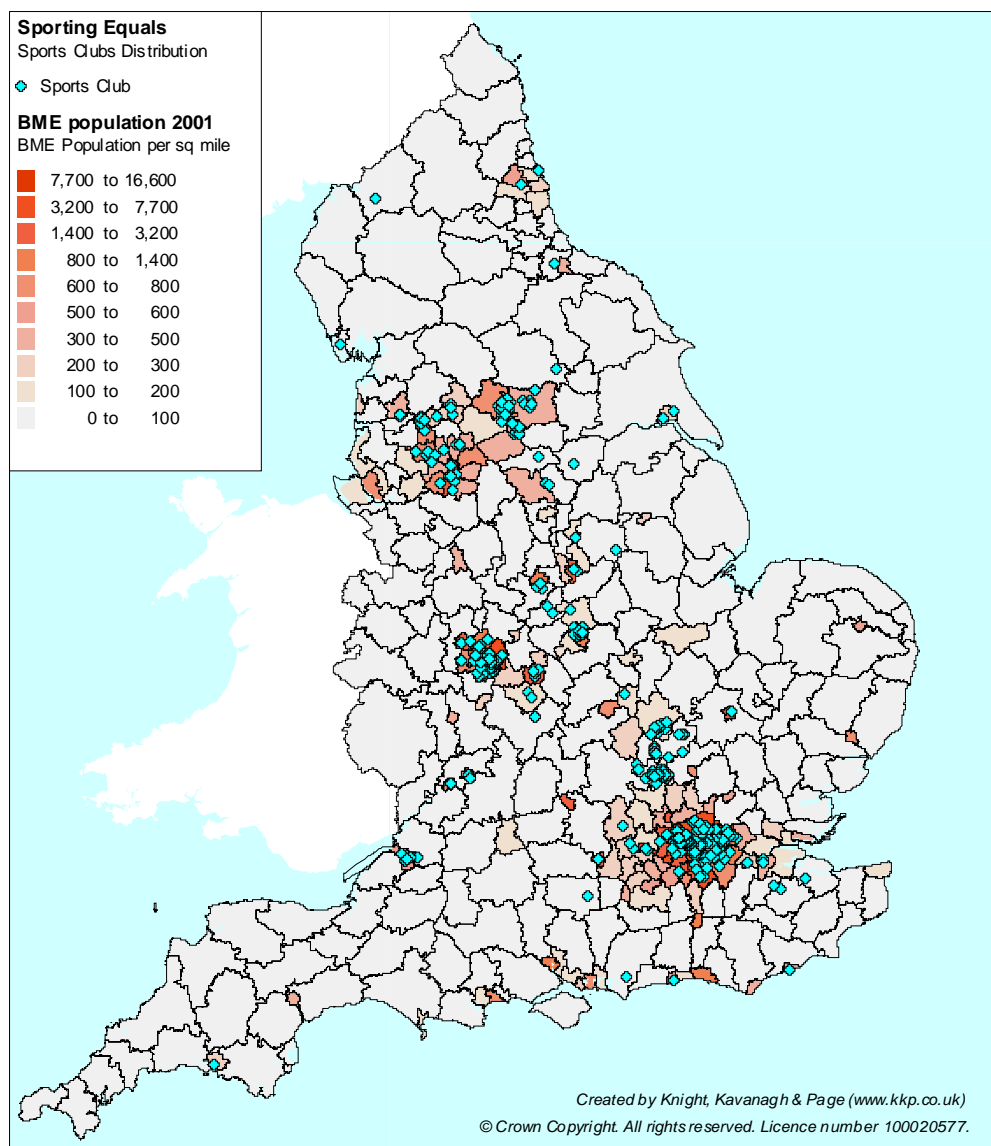 Sporting Equals
Sports Clubs Distribution
Sports Club
BME population 2001
BME Population per sq mile
7,700 to 16,600
3,200 to 7,700
1,400 to 3,200
800 to 1,400
600 to 800
500 to 600
300 to 500
200 to 300
100 to 200
0 to 100
Created by Knight, Kavanagh & Page (www.kkp.co.uk)
© Crown Copyright. All rights reserved. Licence number 100020577.